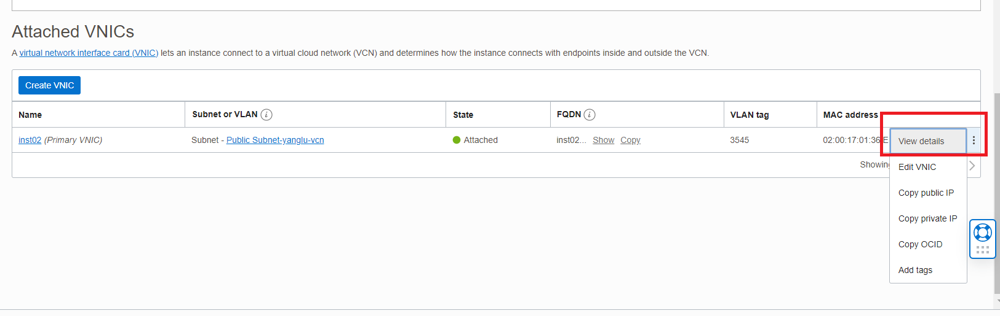 Attached VNICs
A virtual network interface card (VNIC) lets an instance connect to a virtual cloud network (VCN) and determines how the instance connects with endpoints inside and outside the VCN.
Create VNIC
Name Subnet or VLAN i State FQDN i VLAN tag MAC address
inst02 (Primary VNIC) Subnet - Public Subnet-yanglu-vcn Attached inst02... Show Copy 3545 02:00:17:01:36:E
View details
Showing
Edit VNIC
Copy public IP
Copy private IP
Copy OCID
Add tags